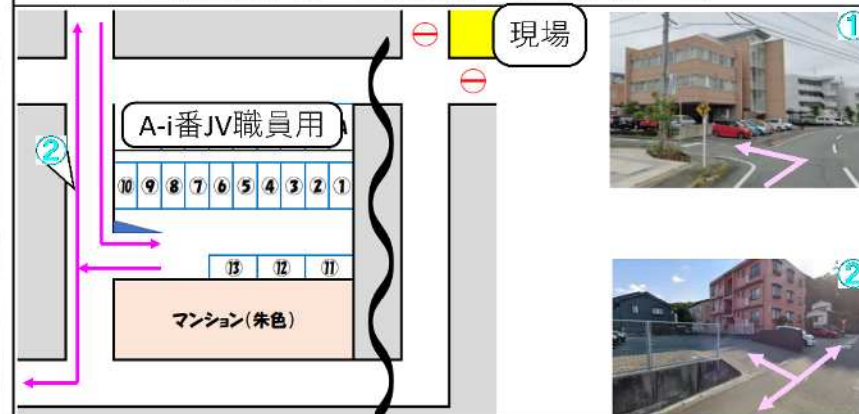 現場
①
A-i番JV職員用
②
⑩ ⑨ ⑧ ⑦ ⑥ ⑤ ④ ③ ② ①
⑬ ⑫ ⑪
マンション(朱色)
②